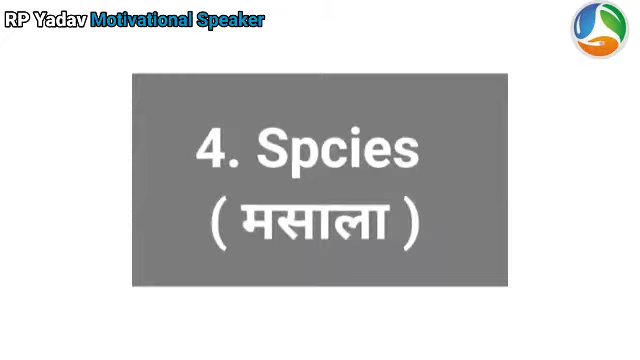 RP Yadav Motivational Speaker
4. Spcies
( मसाला )